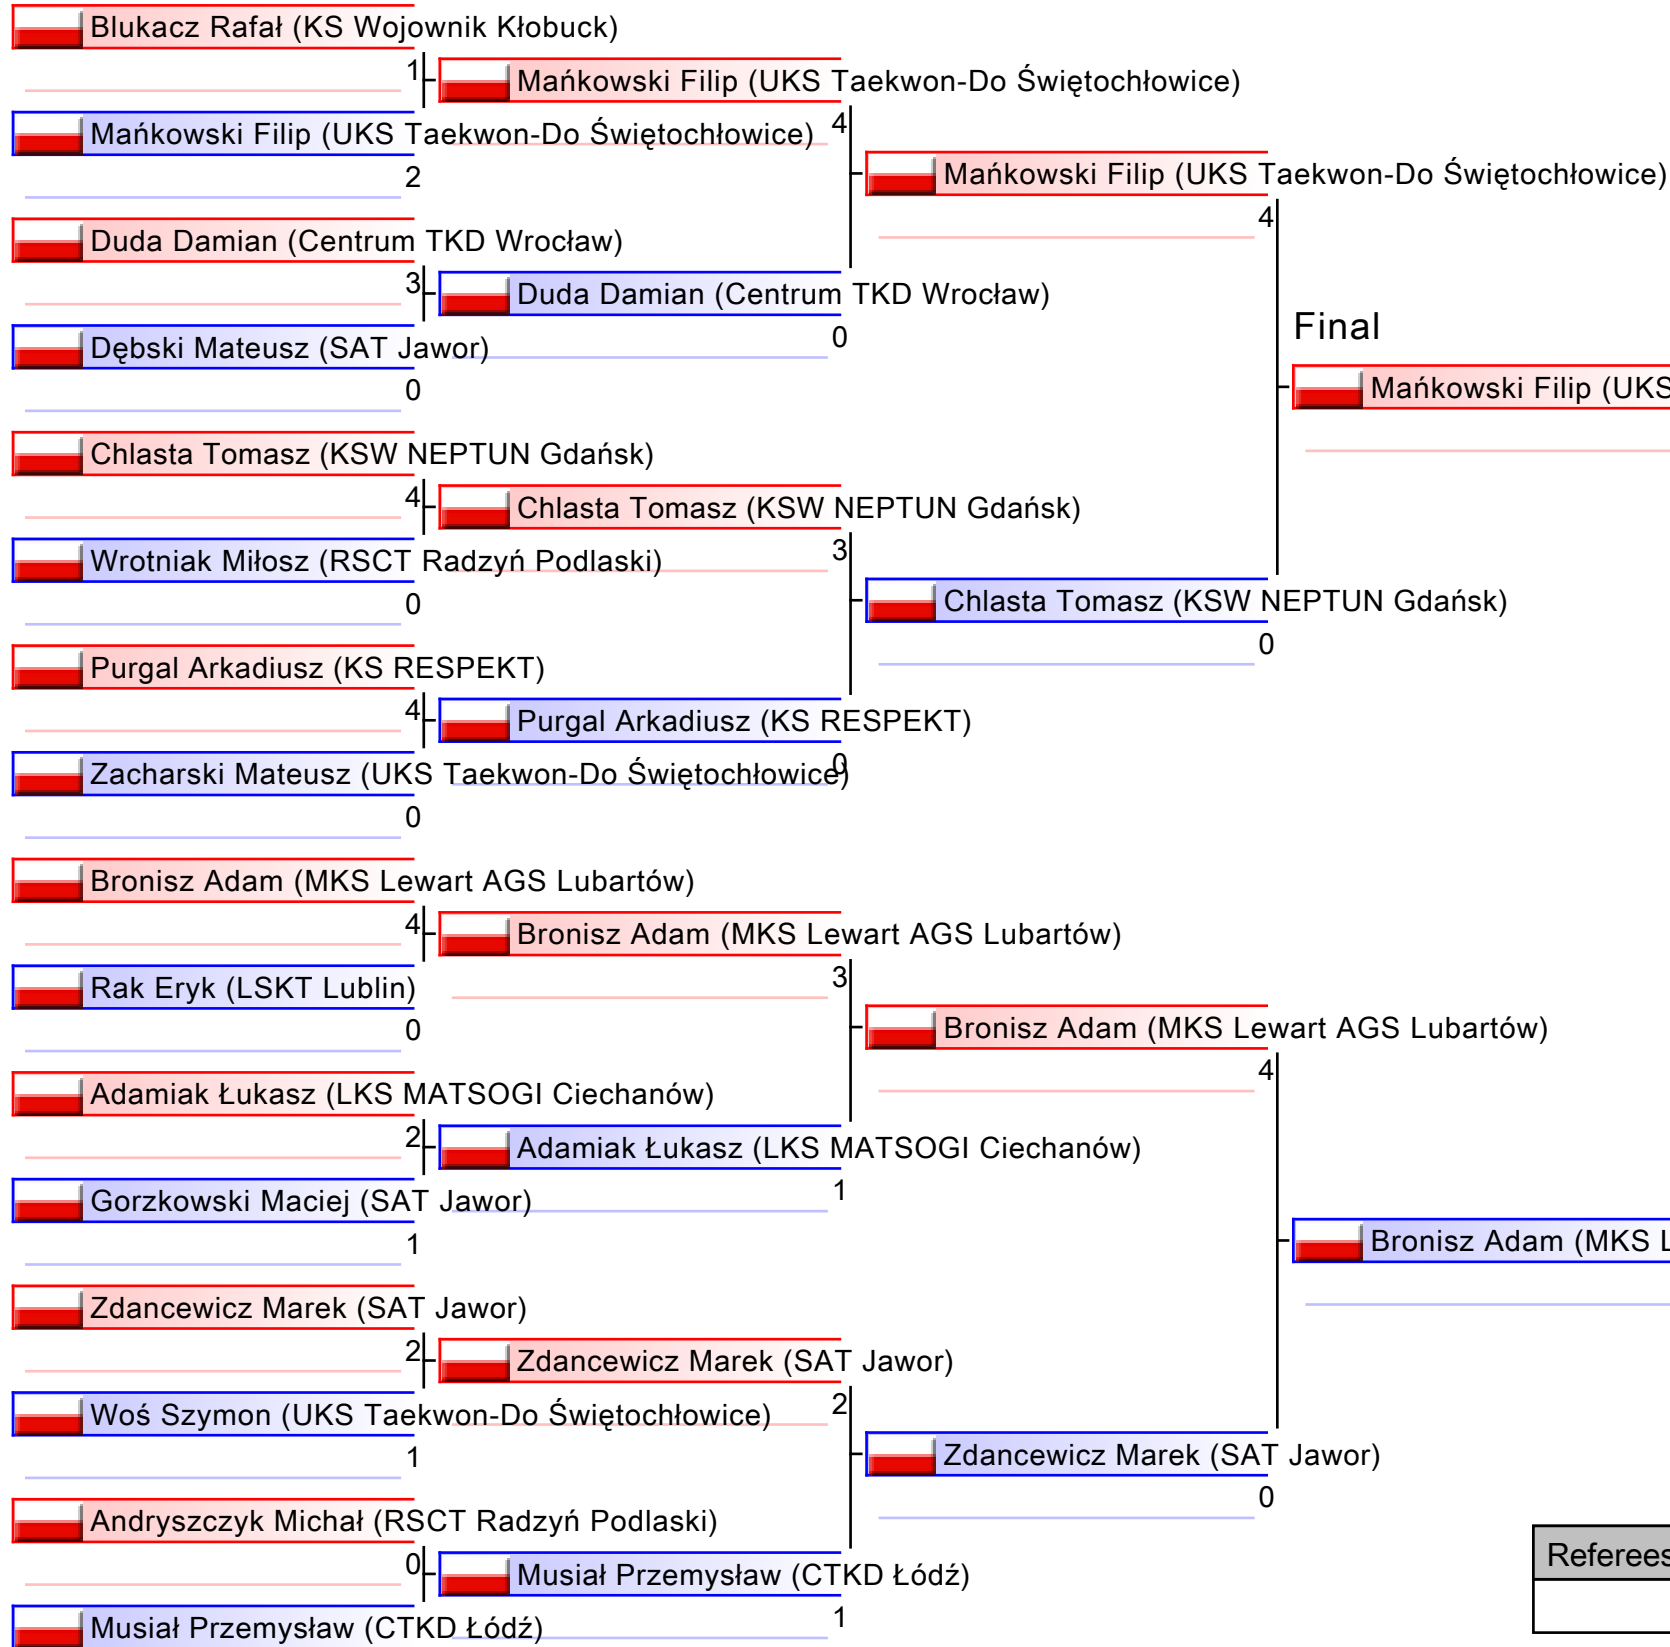 Blukacz Rafał (KS Wojownik Kłobuck)
1
Mańkowski Filip (UKS Taekwon-Do Świętochłowice)
Mańkowski Filip (UKS Taekwon-Do Świętochłowice)
4
Mańkowski Filip (UKS Taekwon-Do Świętochłowice)
2
4
Duda Damian (Centrum TKD Wrocław)
3
Duda Damian (Centrum TKD Wrocław)
Dębski Mateusz (SAT Jawor)
0
Final
0
Mańkowski Filip (UKS
Chlasta Tomasz (KSW NEPTUN Gdańsk)
4
Chlasta Tomasz (KSW NEPTUN Gdańsk)
Wrotniak Miłosz (RSCT Radzyń Podlaski)
3
0
Chlasta Tomasz (KSW NEPTUN Gdańsk)
0
Purgal Arkadiusz (KS RESPEKT)
4
Purgal Arkadiusz (KS RESPEKT)
Zacharski Mateusz (UKS Taekwon-Do Świętochłowice)
0
0
Bronisz Adam (MKS Lewart AGS Lubartów)
4
Bronisz Adam (MKS Lewart AGS Lubartów)
Rak Eryk (LSKT Lublin)
3
0
Bronisz Adam (MKS Lewart AGS Lubartów)
4
Adamiak Łukasz (LKS MATSOGI Ciechanów)
2
Adamiak Łukasz (LKS MATSOGI Ciechanów)
Gorzkowski Maciej (SAT Jawor)
1
1
Bronisz Adam (MKS L
Zdancewicz Marek (SAT Jawor)
2
Zdancewicz Marek (SAT Jawor)
Woś Szymon (UKS Taekwon-Do Świętochłowice)
2
1
Zdancewicz Marek (SAT Jawor)
0
Andryszczyk Michał (RSCT Radzyń Podlaski)
0
Musiał Przemysław (CTKD Łódź)
Referees
Musiał Przemysław (CTKD Łódź)
1